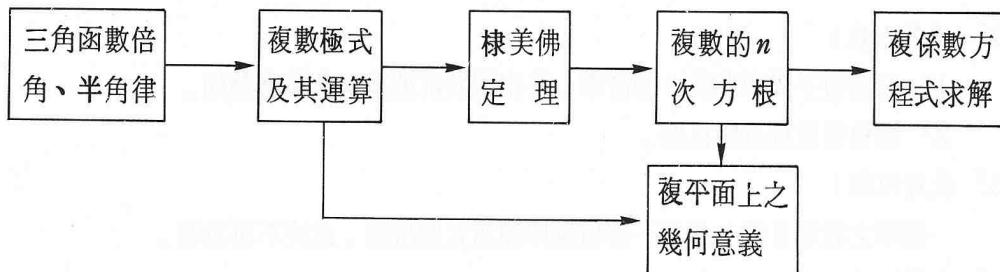 三角函數倍
角、半角律
複數極式
及其運算
棣美佛
定理
複數的n
次方根
複係數方
程式求解
複平面上之
幾何意義